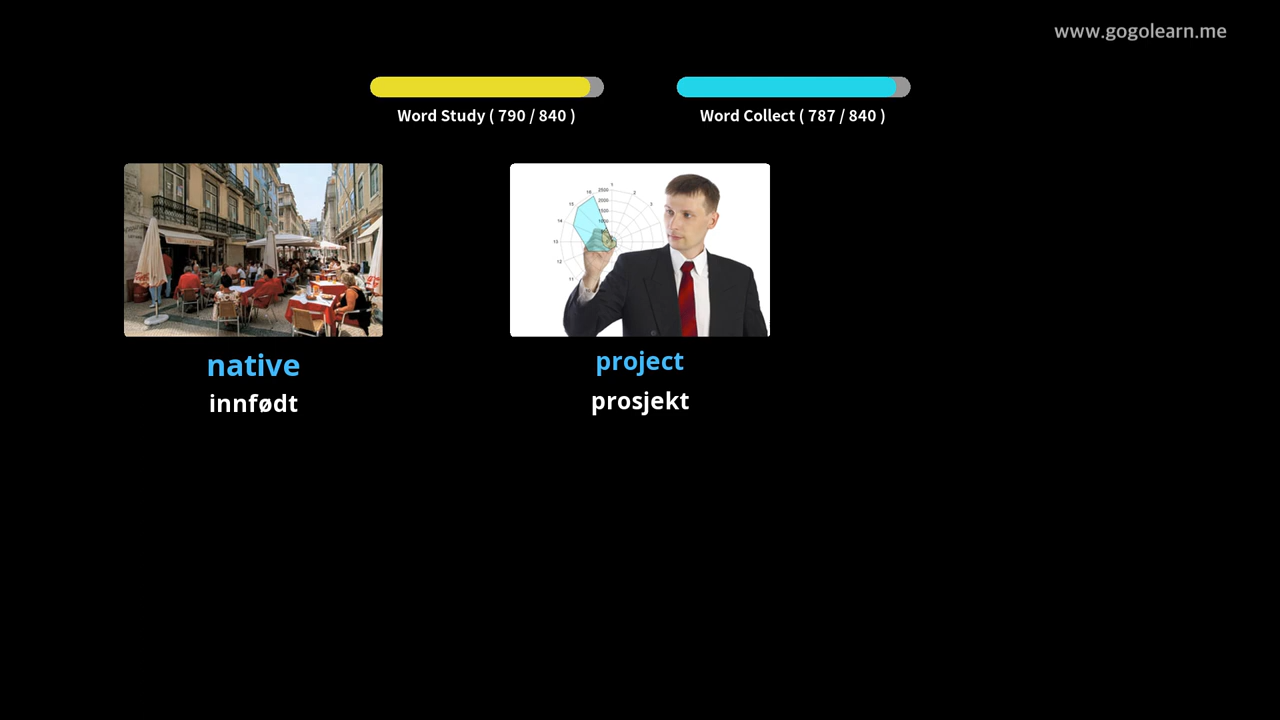 www.gogolearn.me
Word Study ( 790 / 840 )
Word Collect ( 787 / 840 )
native
innfødt
project
prosjekt